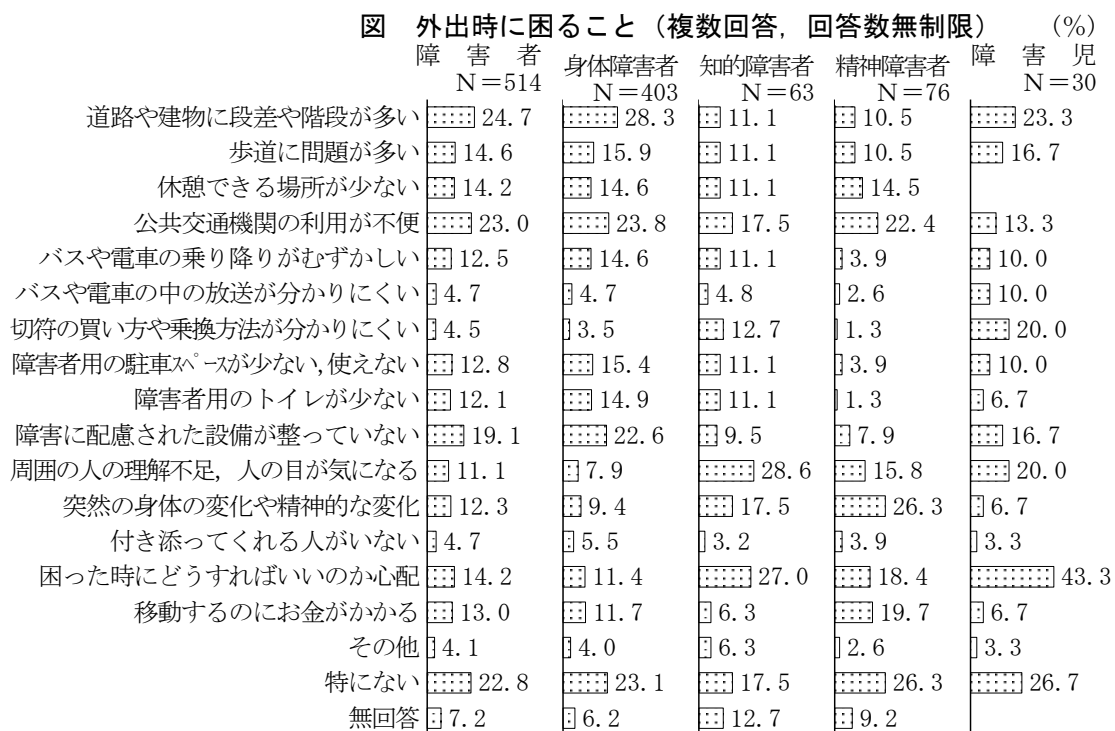 図 外出時に困ること（複数回答，回答数無制限） (%)
障害者 身体障害者 知的障害者 精神障害者 障害児
N＝514 N＝403 N＝63 N＝76 N＝30
道路や建物に段差や階段が多い 24.7 28.3 11.1 10.5 23.3
歩道に問題が多い 14.6 15.9 11.1 10.5 16.7
休憩できる場所が少ない 14.2 14.6 11.1 14.5
公共交通機関の利用が不便 23.0 23.8 17.5 22.4 13.3
バスや電車の乗り降りがむずかしい 12.5 14.6 11.1 3.9 10.0
バスや電車の中の放送が分かりにくい 4.7 4.7 4.8 2.6 10.0
切符の買い方や乗換方法が分かりにくい 4.5 3.5 12.7 1.3 20.0
障害者用の駐車ｽﾍﾟｰｽが少ない,使えない 12.8 15.4 11.1 3.9 10.0
障害者用のトイレが少ない 12.1 14.9 11.1 1.3 6.7
障害に配慮された設備が整っていない 19.1 22.6 9.5 7.9 16.7
周囲の人の理解不足，人の目が気になる 11.1 7.9 28.6 15.8 20.0
突然の身体の変化や精神的な変化 12.3 9.4 17.5 26.3 6.7
付き添ってくれる人がいない 4.7 5.5 3.2 3.9 3.3
困った時にどうすればいいのか心配 14.2 11.4 27.0 18.4 43.3
移動するのにお金がかかる 13.0 11.7 6.3 19.7 6.7
その他 4.1 4.0 6.3 2.6 3.3
特にない 22.8 23.1 17.5 26.3 26.7
無回答 7.2 6.2 12.7 9.2